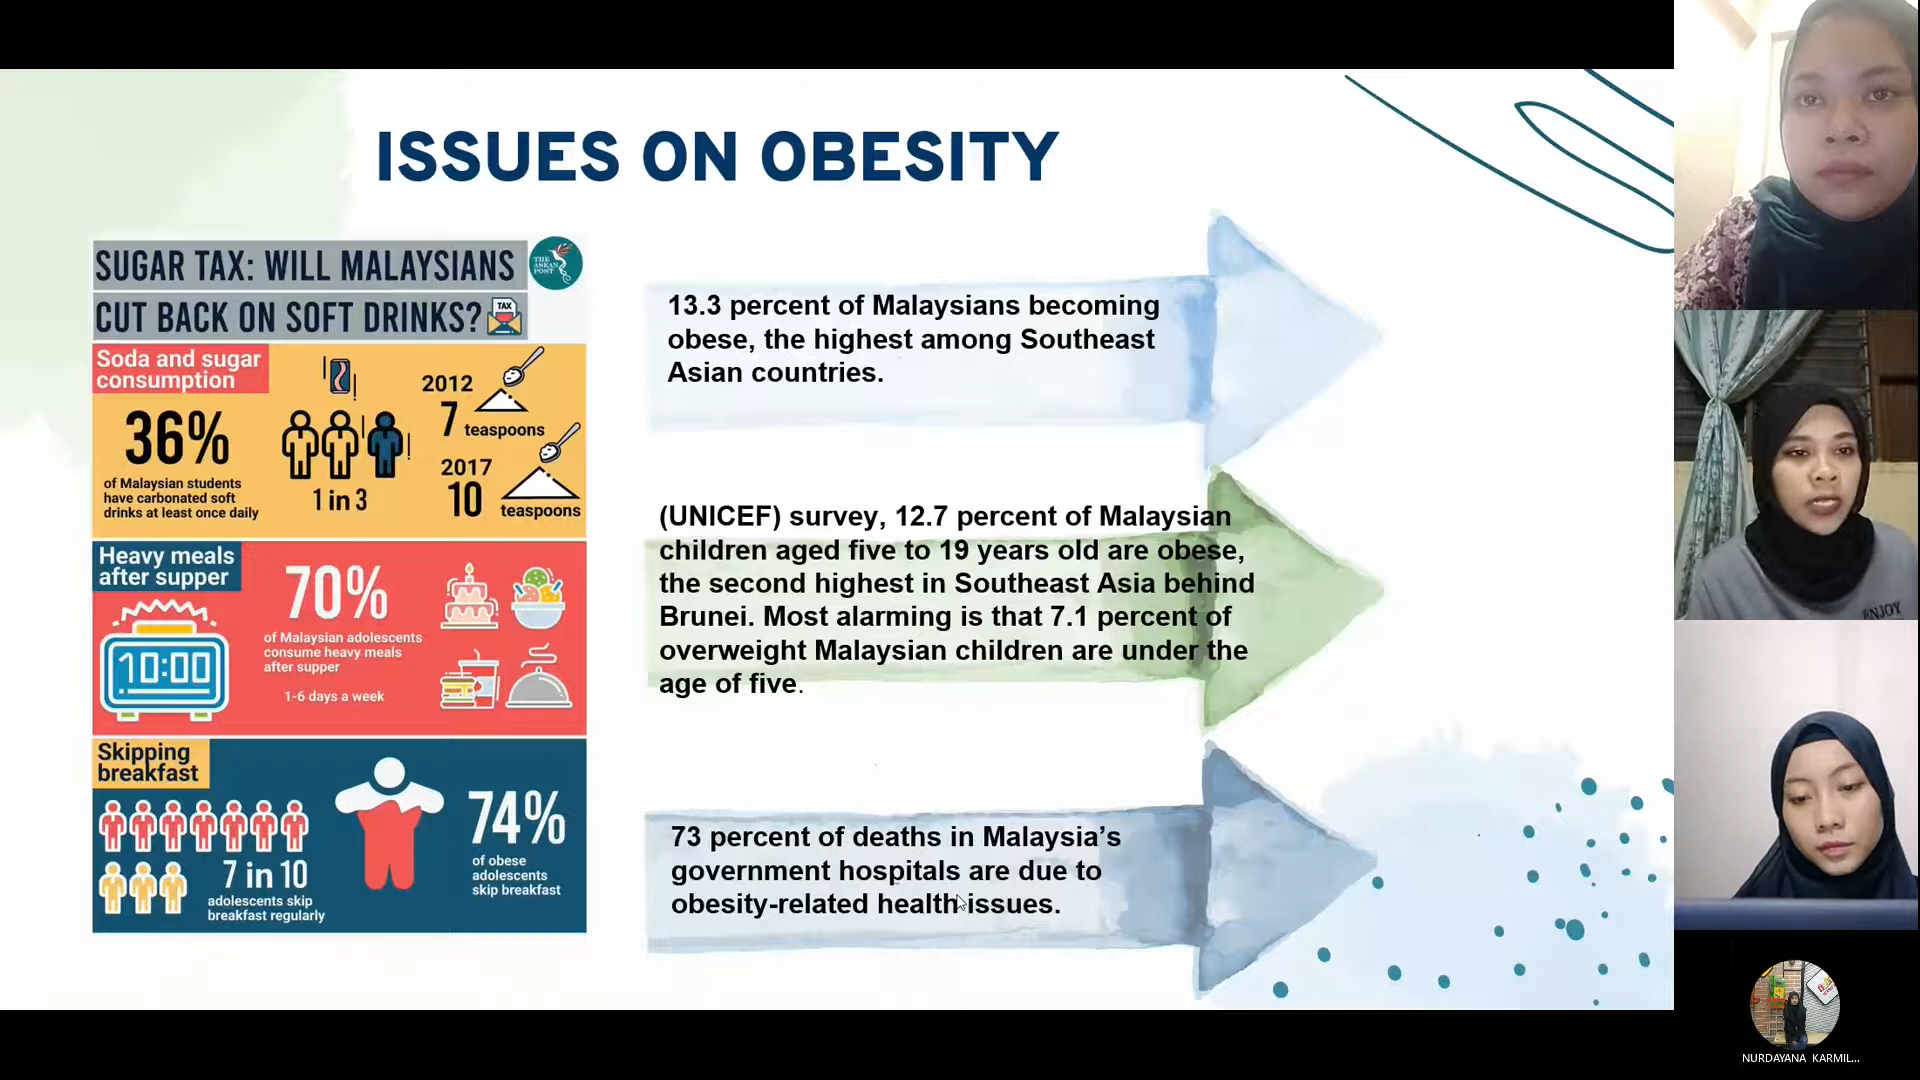 ISSUES ON OBESITY
SUGAR TAX: WILL MALAYSIANS
CUT BACK ON SOFT DRINKS?
THE
ASEAN
POST
TAX
Soda and sugar
consumption
36%
of Malaysian students
have carbonated soft
drinks at least once daily
1 in 3
2012
7 teaspoons
2017
10 teaspoons
Heavy meals
after supper
10:00
70%
of Malaysian adolescents
consume heavy meals
after supper
1-6 days a week
Skipping
breakfast
7 in 10
adolescents skip
breakfast regularly
74%
of obese
adolescents
skip breakfast
13.3 percent of Malaysians becoming
obese, the highest among Southeast
Asian countries.
(UNICEF) survey, 12.7 percent of Malaysian
children aged five to 19 years old are obese,
the second highest in Southeast Asia behind
Brunei. Most alarming is that 7.1 percent of
overweight Malaysian children are under the
age of five.
73 percent of deaths in Malaysia’s
government hospitals are due to
obesity-related health issues.
ENJOY
NURDAYANA KARMIL...